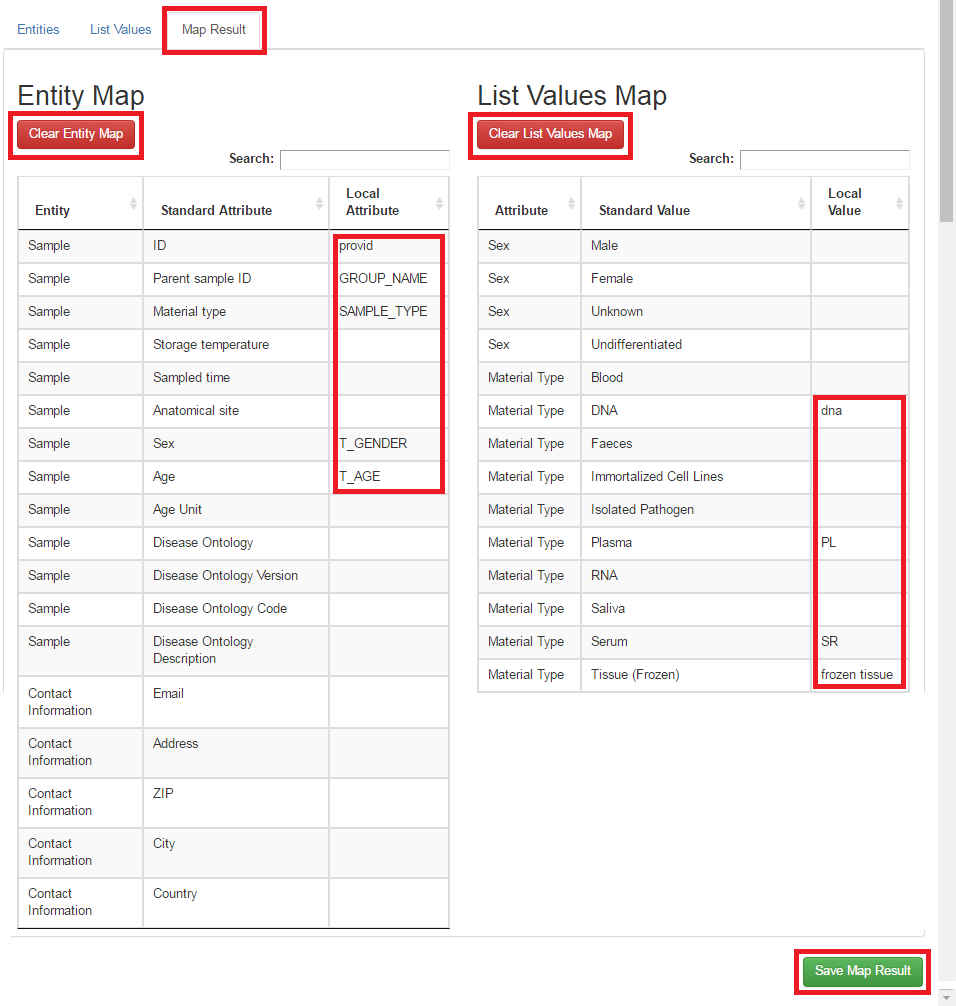 Entities List Values Map Result
Entity Map
Clear Entity Map
Search:
Entity Standard Attribute Local Attribute
Sample ID provid
Sample Parent sample ID GROUP_NAME
Sample Material type SAMPLE_TYPE
Sample Storage temperature
Sample Sampled time
Sample Anatomical site
Sample Sex T_GENDER
Sample Age T_AGE
Sample Age Unit
Sample Disease Ontology
Sample Disease Ontology Version
Sample Disease Ontology Code
Sample Disease Ontology Description
Contact Information Email
Contact Information Address
Contact Information ZIP
Contact Information City
Contact Information Country
List Values Map
Clear List Values Map
Search:
Attribute Standard Value Local Value
Sex Male
Sex Female
Sex Unknown
Sex Undifferentiated
Material Type Blood
Material Type DNA dna
Material Type Faeces
Material Type Immortalized Cell Lines
Material Type Isolated Pathogen
Material Type Plasma PL
Material Type RNA
Material Type Saliva
Material Type Serum SR
Material Type Tissue (Frozen) frozen tissue
Save Map Result